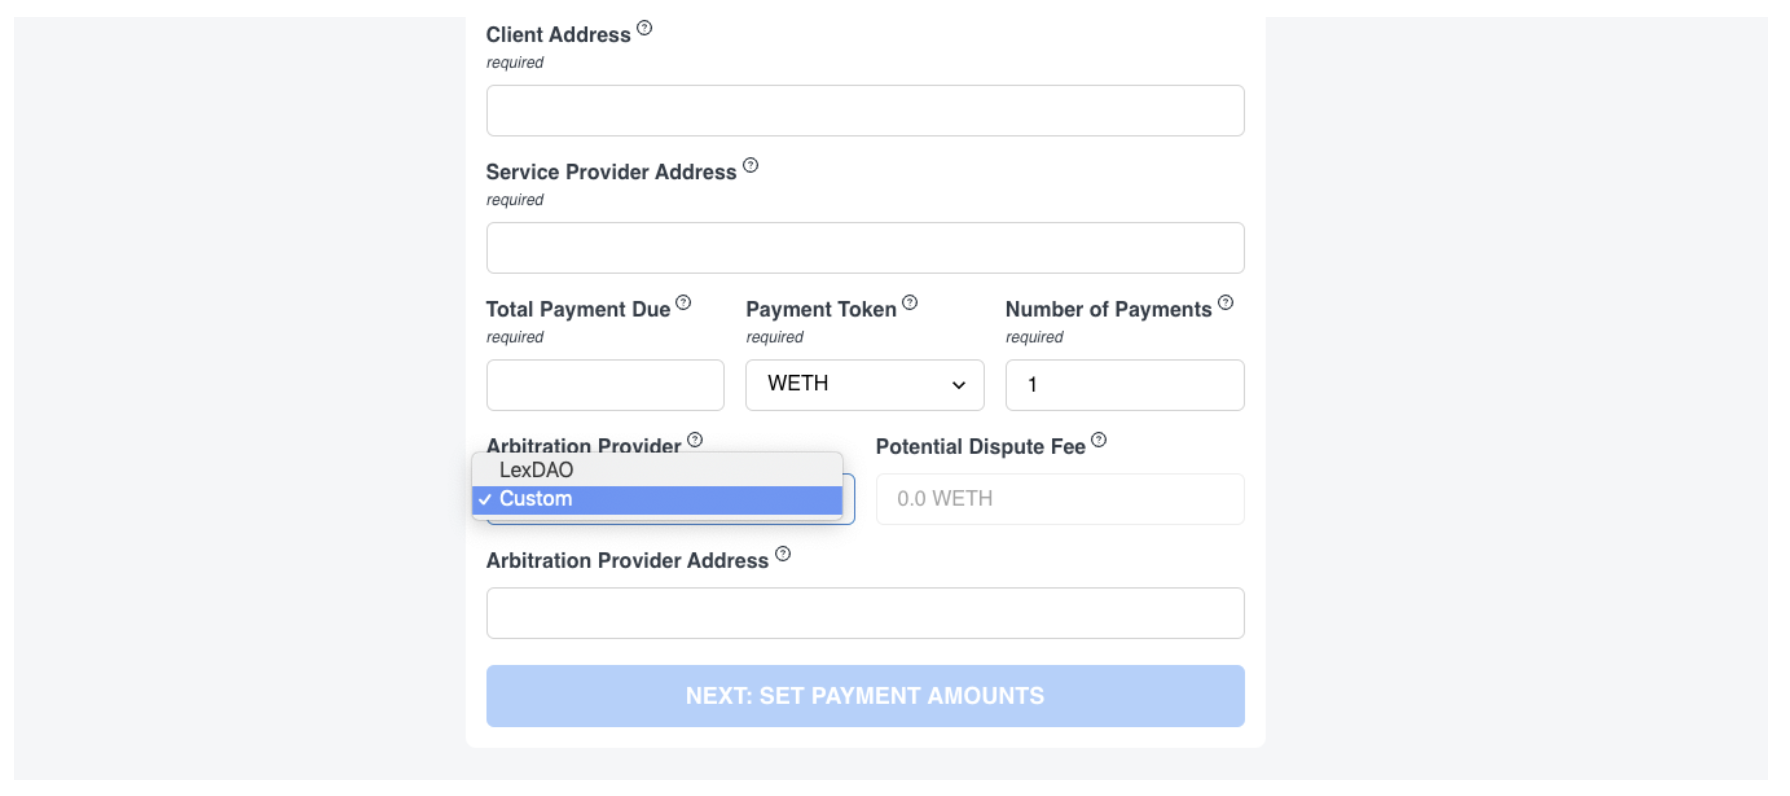 Client Address ?
required
Service Provider Address ?
required
Total Payment Due ? Payment Token ? Number of Payments ?
required required required
WETH 1
Arbitration Provider ? Potential Dispute Fee ?
LexDAO
✓ Custom 0.0 WETH
Arbitration Provider Address ?
NEXT: SET PAYMENT AMOUNTS